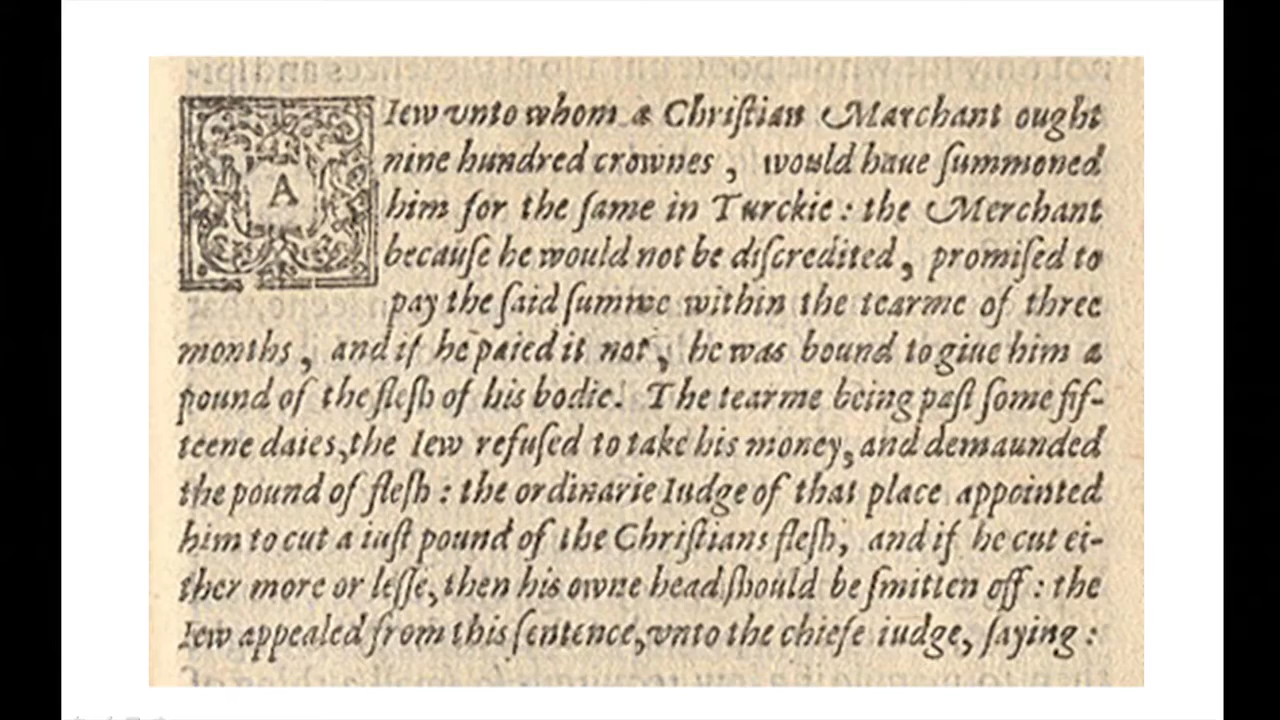 A Iew vnto whom a Christian Marchant ought
nine hundred crownes, would haue summoned
him for the same in Turckie: the Merchant
because he would not be discredited, promised to
pay the said summe within the tearme of three
months, and if he paied it not, he was bound to giue him a
pound of the flesh of his bodie. The tearme being past some fif-
teene daies, the Iew refused to take his money, and demaunded
the pound of flesh: the ordinarie Iudge of that place appointed
him to cut a iust pound of the Christians flesh, and if he cut ei-
ther more or lesse, then his owne head should be smitten off: the
Iew appealed from this sentence, vnto the chiefe iudge, saying: